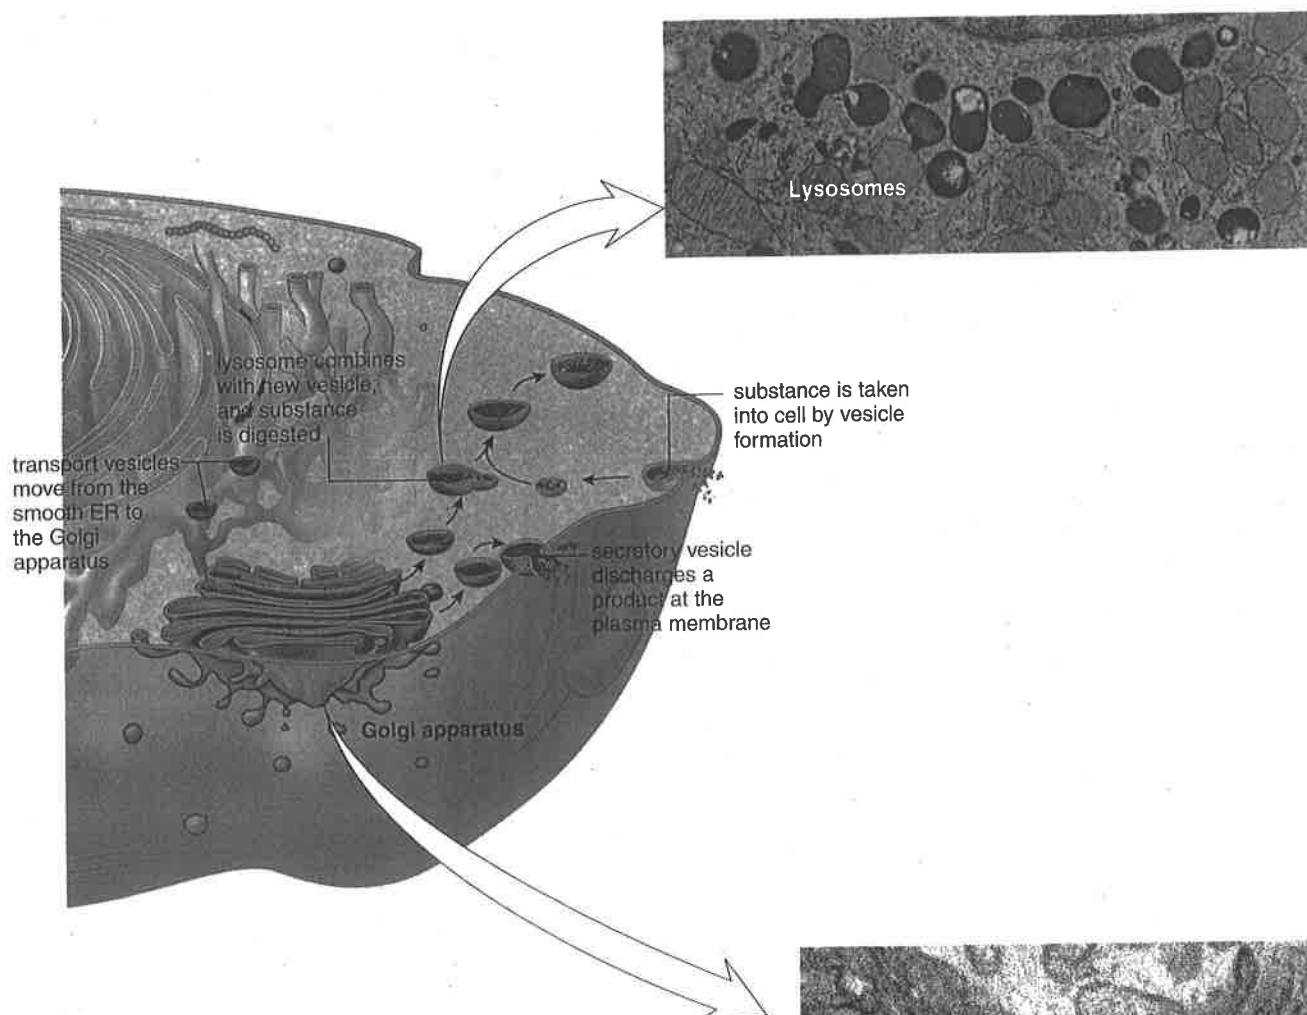 Lysosomes
lysosome combines
with new vesicle,
and substance
is digested
substance is taken
into cell by vesicle
formation
transport vesicles
move from the
smooth ER to
the Golgi
apparatus
secretory vesicle
discharges a
product at the
plasma membrane
Golgi apparatus